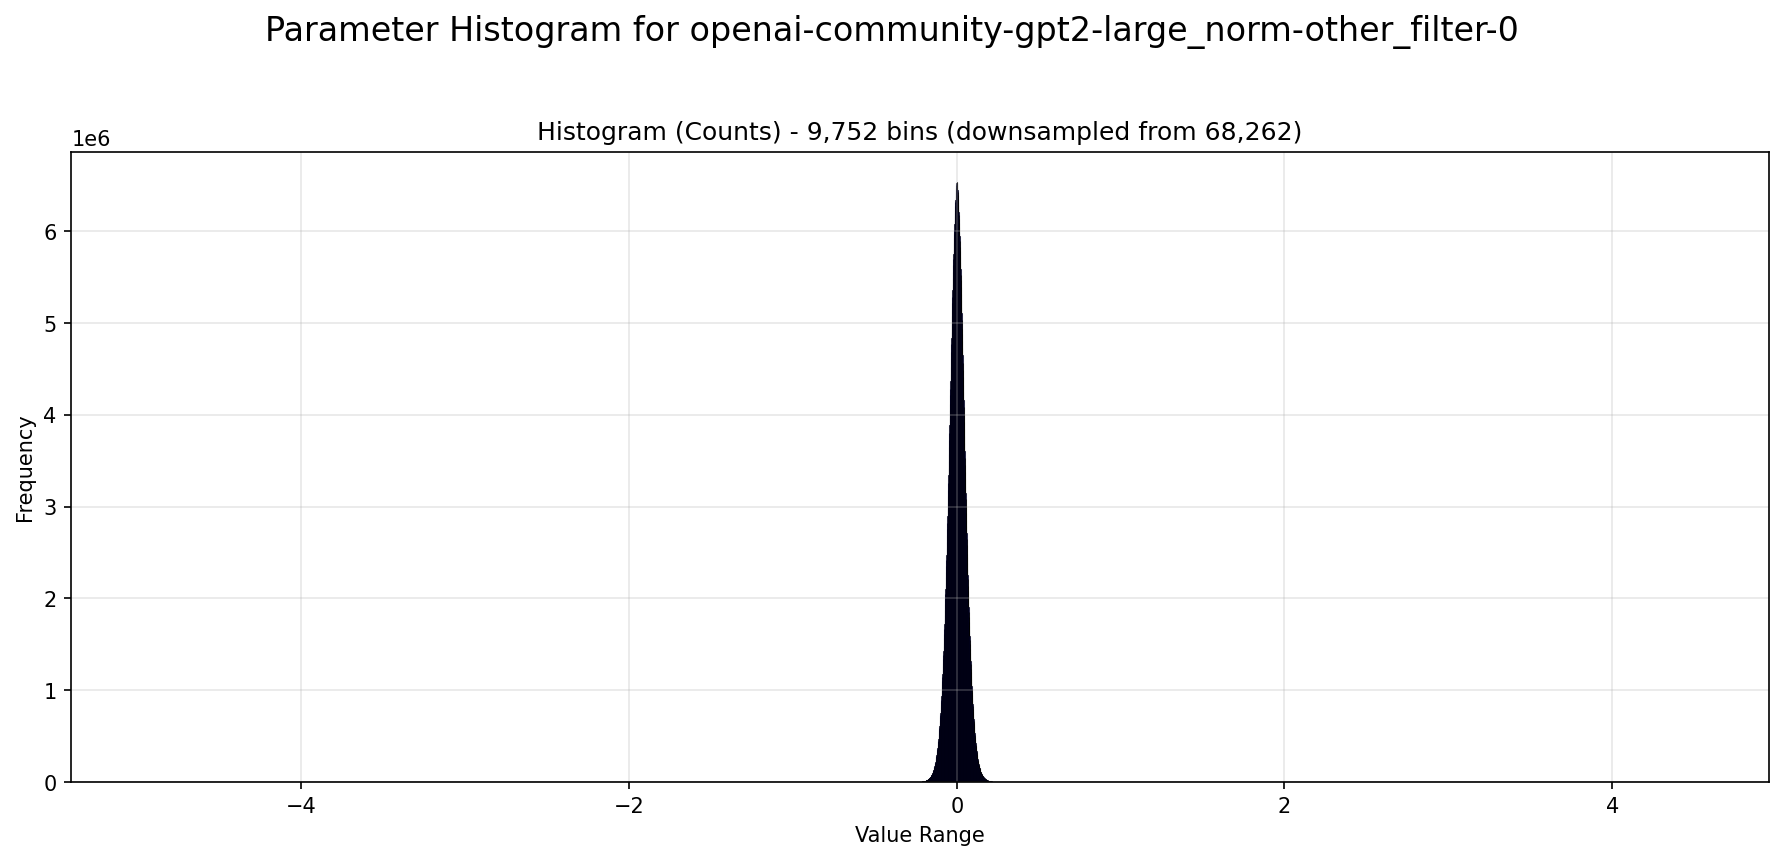 Parameter Histogram for openai-community-gpt2-large_norm-other_filter-0
Histogram (Counts) - 9,752 bins (downsampled from 68,262)
1e6
6
5
4
3
2
1
0
Frequency
−4
−2
0
2
4
Value Range